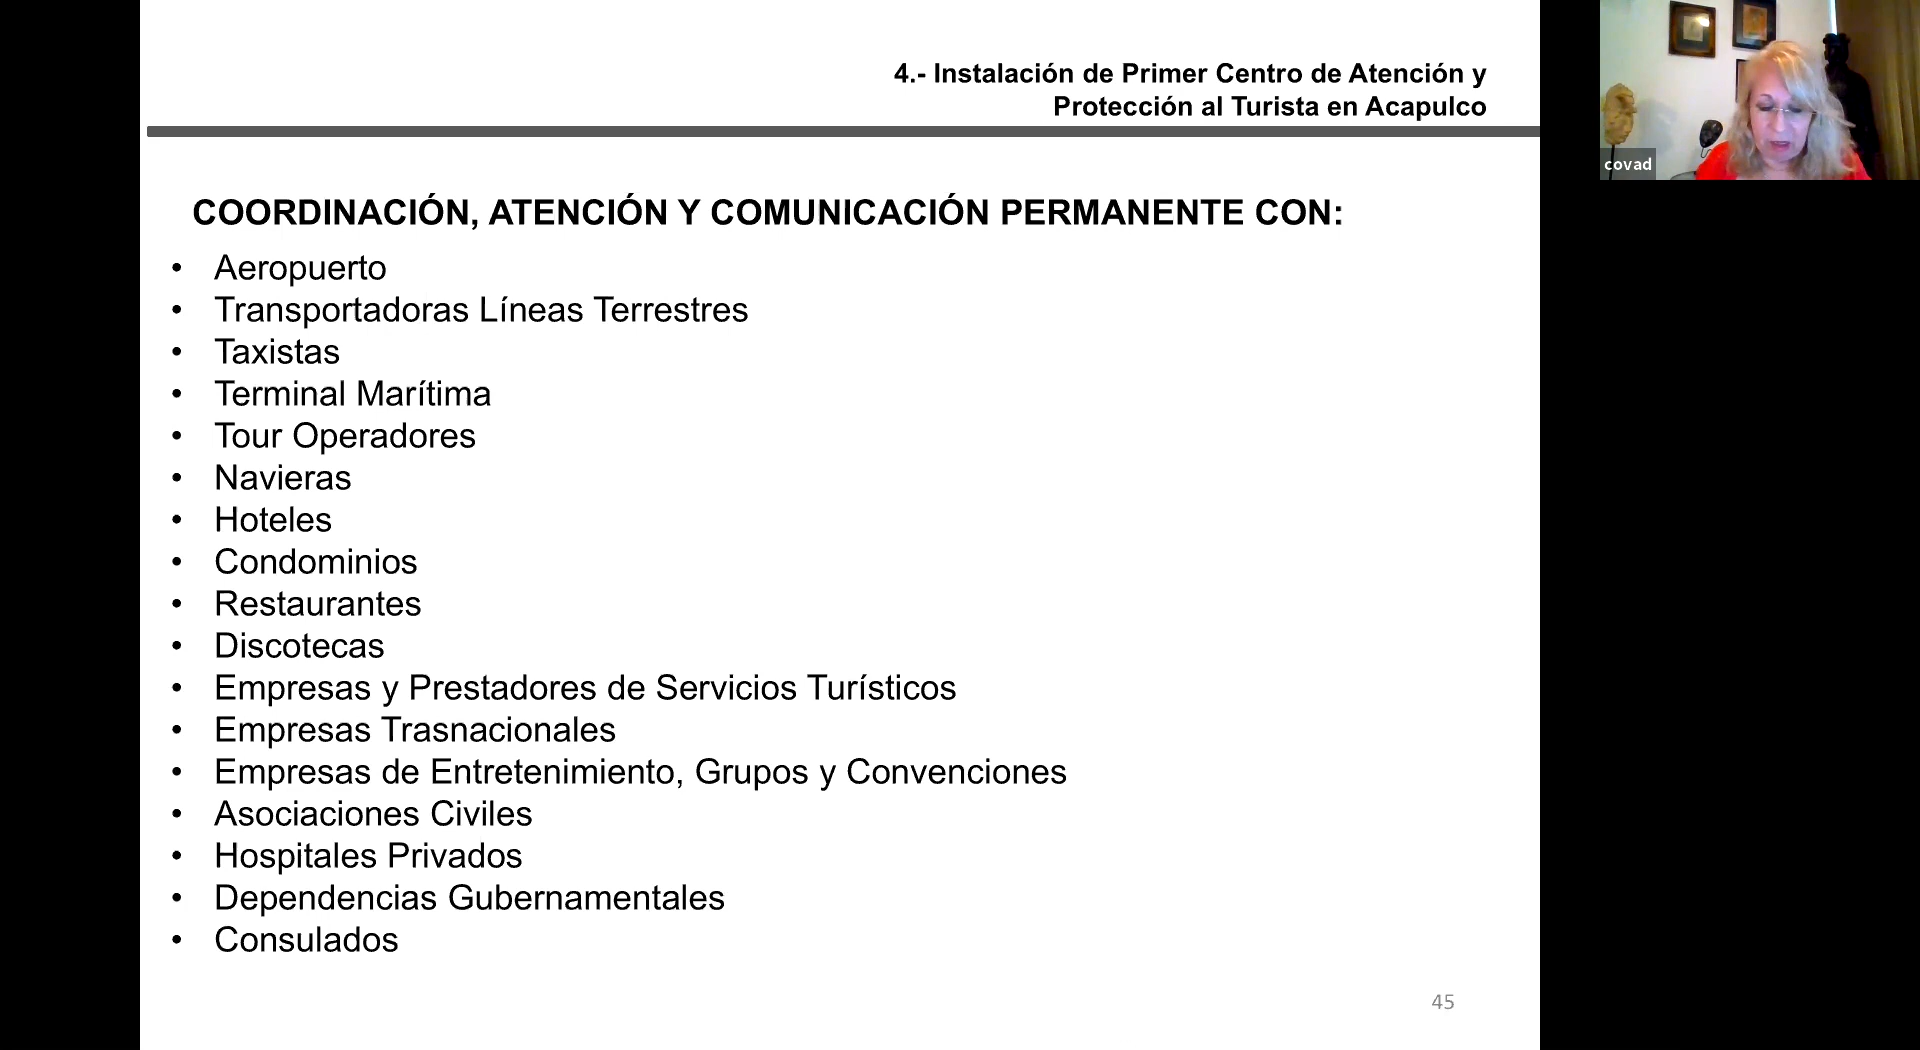 4.- Instalación de Primer Centro de Atención y
Protección al Turista en Acapulco
covad
COORDINACIÓN, ATENCIÓN Y COMUNICACIÓN PERMANENTE CON:
• Aeropuerto
• Transportadoras Líneas Terrestres
• Taxistas
• Terminal Marítima
• Tour Operadores
• Navieras
• Hoteles
• Condominios
• Restaurantes
• Discotecas
• Empresas y Prestadores de Servicios Turísticos
• Empresas Trasnacionales
• Empresas de Entretenimiento, Grupos y Convenciones
• Asociaciones Civiles
• Hospitales Privados
• Dependencias Gubernamentales
• Consulados
45